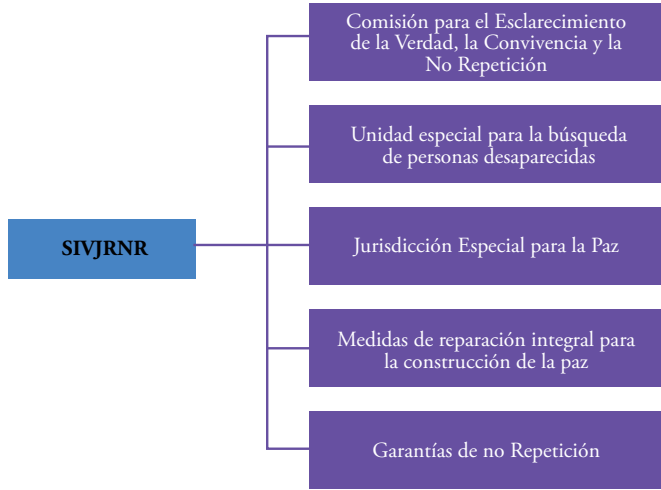 Comisión para el Esclarecimiento
de la Verdad, la Convivencia y la
No Repetición
Unidad especial para la búsqueda
de personas desaparecidas
SIVJRNR
Jurisdicción Especial para la Paz
Medidas de reparación integral para
la construcción de la paz
Garantías de no Repetición